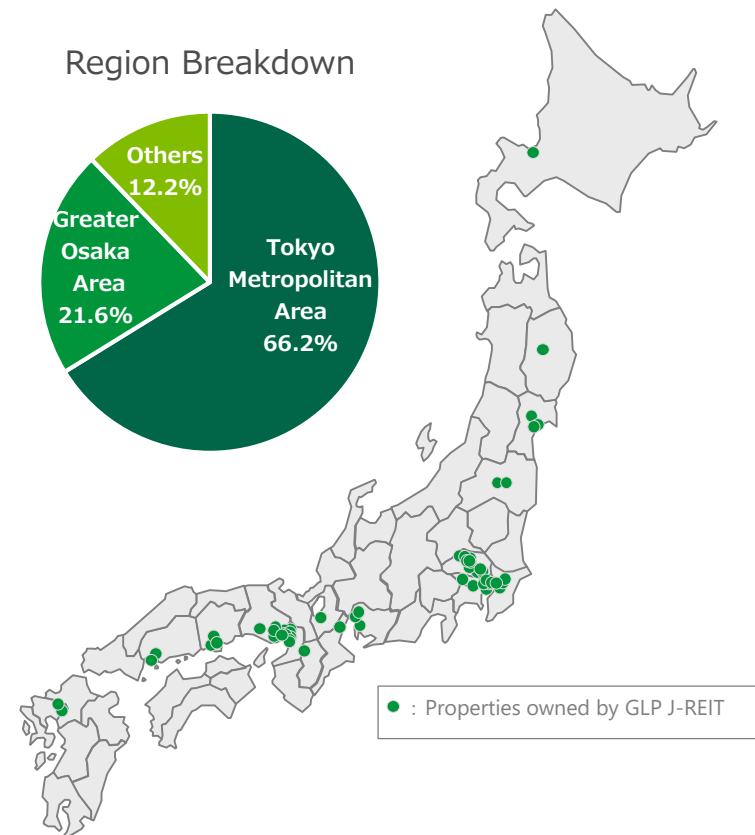 Region Breakdown
Others
12.2%
Greater
Osaka
Area
21.6%
Tokyo
Metropolitan
Area
66.2%
: Properties owned by GLP J-REIT